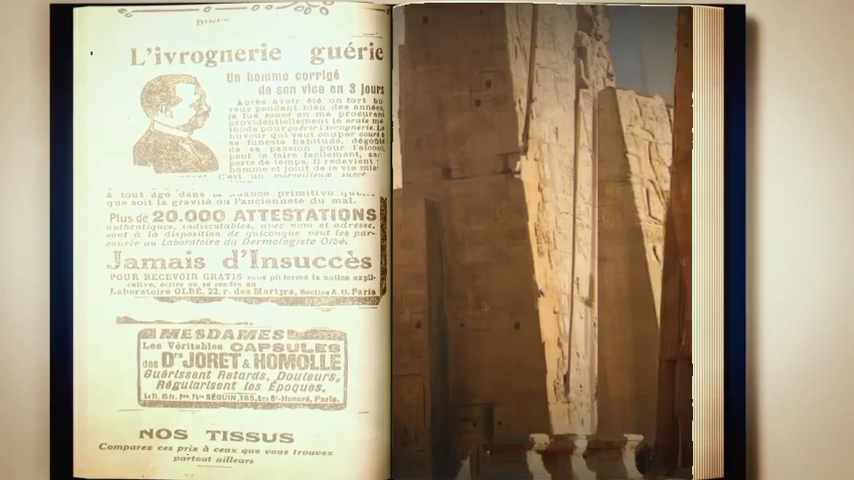 L'ivrognerie guérie
Un homme corrigé
de son vice en 3 jours
Après avoir été un fort bu-
veur pendant bien des années,
je fus sauvé en me procurant
providentiellement la vraie mé-
thode pour guérir l'ivrognerie. Le
buveur qui veut couper court à
sa funeste habitude, dégoûté
de sa passion pour l'alcool,
peut le faire facilement, sans
perte de temps. Il redevient
homme et jouit de la vie
C'est un merveilleux succès
à tout âge dans la nuance primitive
que soit la gravité ou l'ancienneté du mal.
Plus de 20.000 ATTESTATIONS
authentiques, indiscutables, avec nom et adresse,
sont à la disposition de quiconque veut les par-
courir au Laboratoire du Dermologiste Olbé.
Jamais d'Insuccès
POUR RECEVOIR GRATIS sous pli fermé la notice expli-
cative, écrire ou se rendre au
Laboratoire OLBÉ, 22, r. des Martyrs, Section A. U. Paris
MESDAMES
Les Véritables CAPSULES
des Drs JORET & HOMOLLE
Guérissent Retards, Douleurs,
Régularisent les Époques.
SÉGUIN, 165, St-Honoré, Paris.
NOS TISSUS
Comparez ces prix à ceux que vous trouvez
partout ailleurs